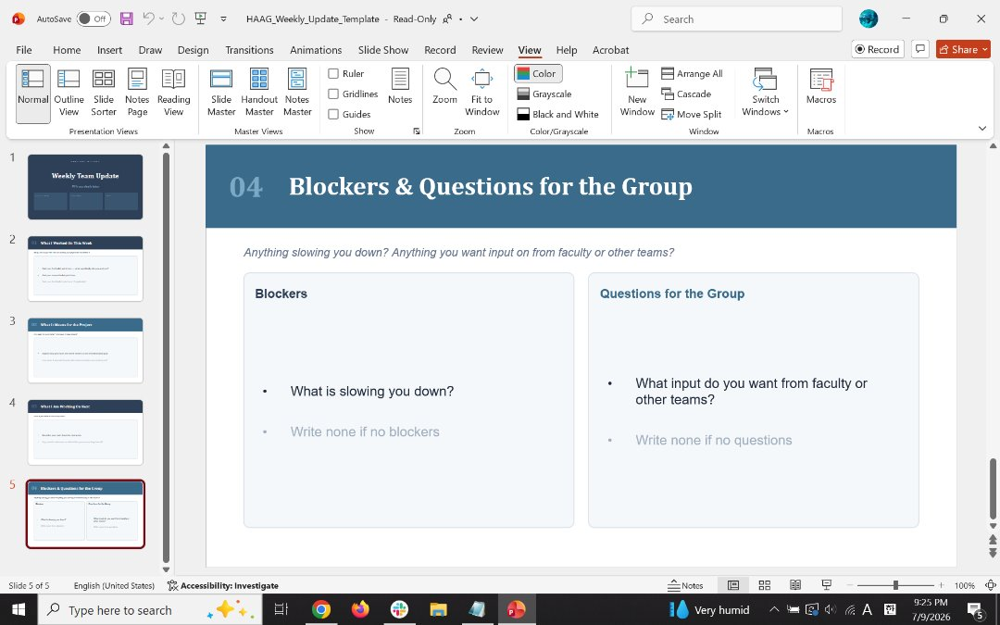 AutoSave Off HAAG_Weekly_Update_Template - Read-Only Search
File Home Insert Draw Design Transitions Animations Slide Show Record Review View Help Acrobat Record Share
Normal Outline View Slide Sorter Notes Page Reading View
Presentation Views
Slide Master Handout Master Notes Master
Master Views
Ruler
Gridlines
Guides
Notes
Show
Zoom Fit to Window
Zoom
Color
Grayscale
Black and White
Color/Grayscale
New Window
Arrange All
Cascade
Move Split
Switch Windows
Window
Macros
Macros
1
Weekly Team Update
2
01 What I Worked On This Week
3
02 What It Means for the Project
4
03 What I Am Working On Next
5
04 Blockers & Questions for the Group
04 Blockers & Questions for the Group
Anything slowing you down? Anything you want input on from faculty or other teams?
Blockers
• What is slowing you down?
• Write none if no blockers
Questions for the Group
• What input do you want from faculty or
other teams?
• Write none if no questions
Slide 5 of 5 English (United States) Accessibility: Investigate Notes 100%
Type here to search Very humid A 9:25 PM
7/9/2026
5